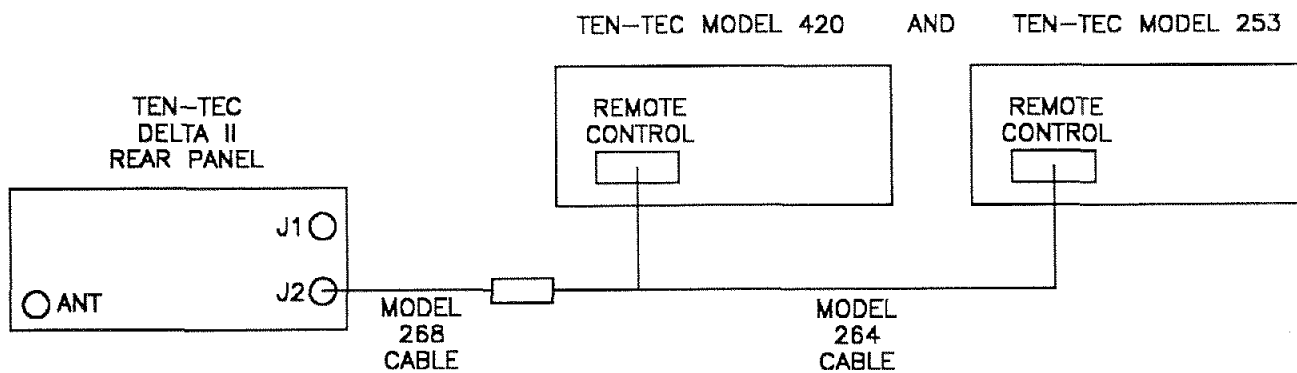 TEN-TEC MODEL 420 AND TEN-TEC MODEL 253
TEN-TEC
DELTA II
REAR PANEL
REMOTE
CONTROL
REMOTE
CONTROL
J1
J2
ANT
MODEL
268
CABLE
MODEL
264
CABLE